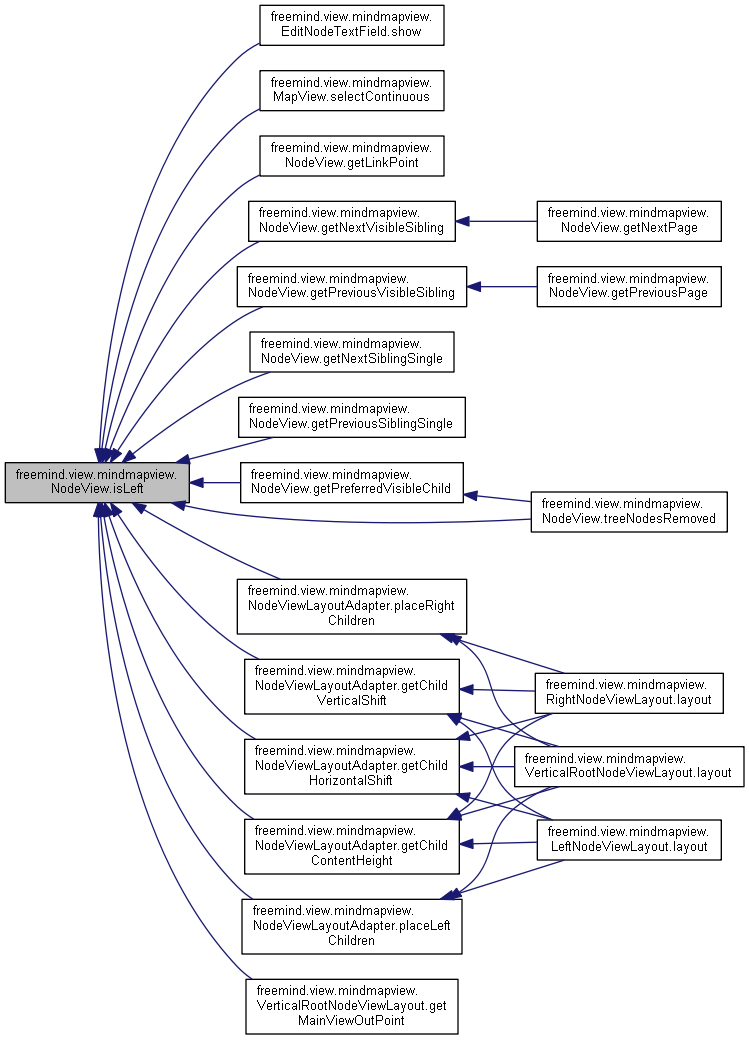 freemind.view.mindmapview.
EditNodeTextField.show
freemind.view.mindmapview.
MapView.selectContinuous
freemind.view.mindmapview.
NodeView.getLinkPoint
freemind.view.mindmapview.
NodeView.getNextVisibleSibling
freemind.view.mindmapview.
NodeView.getNextPage
freemind.view.mindmapview.
NodeView.getPreviousVisibleSibling
freemind.view.mindmapview.
NodeView.getPreviousPage
freemind.view.mindmapview.
NodeView.getNextSiblingSingle
freemind.view.mindmapview.
NodeView.getPreviousSiblingSingle
freemind.view.mindmapview.
NodeView.isLeft
freemind.view.mindmapview.
NodeView.getPreferredVisibleChild
freemind.view.mindmapview.
NodeView.treeNodesRemoved
freemind.view.mindmapview.
NodeViewLayoutAdapter.placeRight
Children
freemind.view.mindmapview.
NodeViewLayoutAdapter.getChild
VerticalShift
freemind.view.mindmapview.
RightNodeViewLayout.layout
freemind.view.mindmapview.
NodeViewLayoutAdapter.getChild
HorizontalShift
freemind.view.mindmapview.
VerticalRootNodeViewLayout.layout
freemind.view.mindmapview.
NodeViewLayoutAdapter.getChild
ContentHeight
freemind.view.mindmapview.
LeftNodeViewLayout.layout
freemind.view.mindmapview.
NodeViewLayoutAdapter.placeLeft
Children
freemind.view.mindmapview.
VerticalRootNodeViewLayout.get
MainViewOutPoint